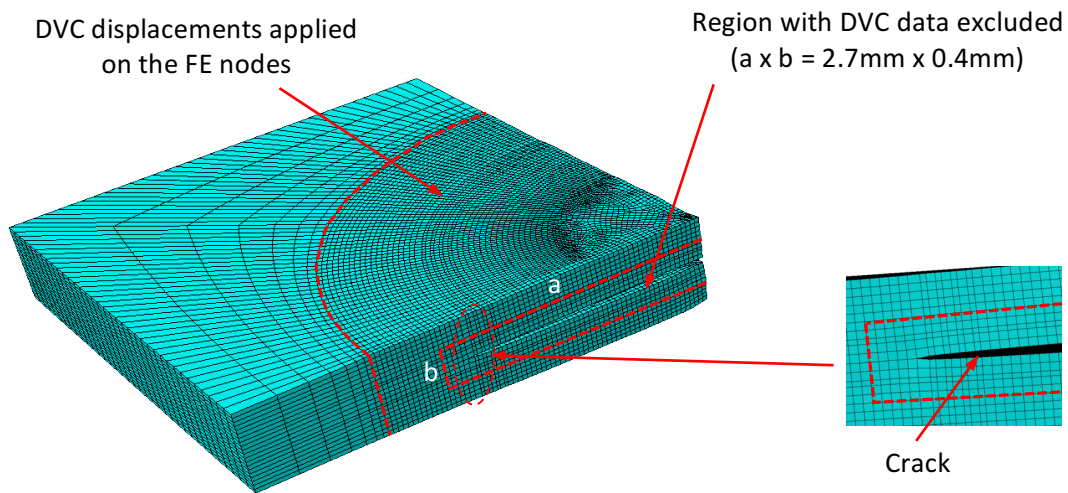 DVC displacements applied
on the FE nodes
Region with DVC data excluded
(a x b = 2.7mm x 0.4mm)
a
b
Crack